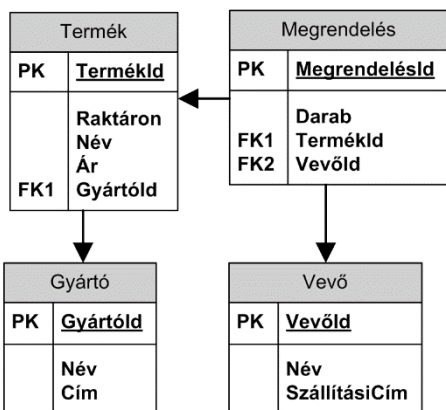 Termék
PK TermékId
Raktáron
Név
Ár
FK1 GyártóId
Megrendelés
PK MegrendelésId
Darab
FK1 TermékId
FK2 VevőId
Gyártó
PK GyártóId
Név
Cím
Vevő
PK VevőId
Név
SzállításiCím